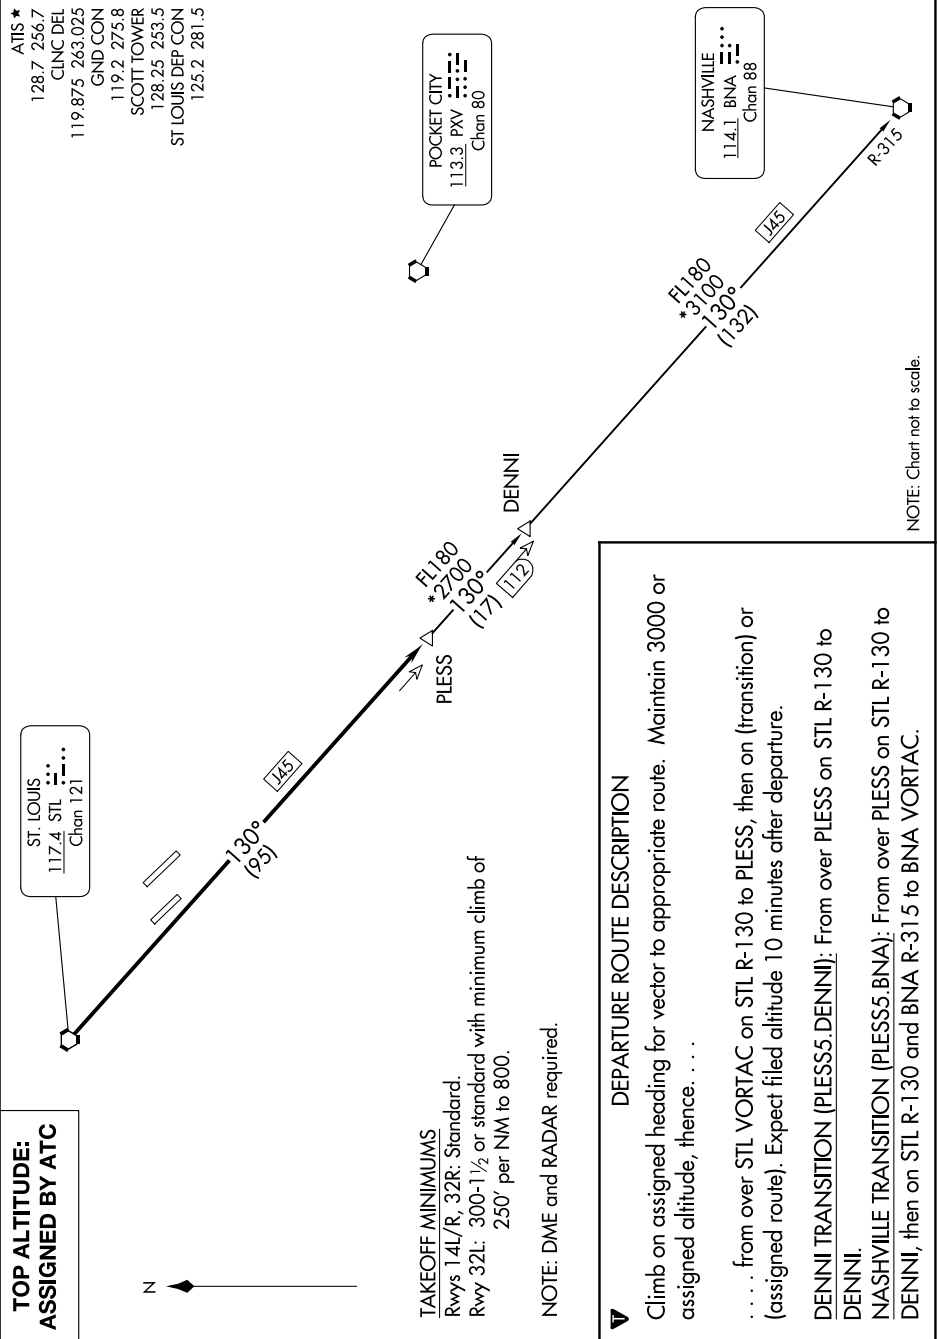 TOP ALTITUDE:
ASSIGNED BY ATC
ATIS ★
128.7 256.7
CLNC DEL
119.875 263.025
GND CON
119.2 275.8
SCOTT TOWER
128.25 253.5
ST LOUIS DEP CON
125.2 281.5
ST. LOUIS
117.4 STL
Chan 121
POCKET CITY
113.3 PXV
Chan 80
NASHVILLE
114.1 BNA
Chan 88
N
130°
(95)
J45
PLESS
FL180
*2700
130°
(17)
112
DENNI
FL180
*3100
130°
(132)
J45
R-315
TAKEOFF MINIMUMS
Rwys 14L/R, 32R: Standard.
Rwy 32L: 300-1½ or standard with minimum climb of
250' per NM to 800.
NOTE: DME and RADAR required.
NOTE: Chart not to scale.
T
DEPARTURE ROUTE DESCRIPTION
Climb on assigned heading for vector to appropriate route. Maintain 3000 or
assigned altitude, thence. . . .
. . . . from over STL VORTAC on STL R-130 to PLESS, then on (transition) or
(assigned route). Expect filed altitude 10 minutes after departure.
DENNI TRANSITION (PLESS5.DENNI): From over PLESS on STL R-130 to
DENNI.
NASHVILLE TRANSITION (PLESS5.BNA): From over PLESS on STL R-130 to
DENNI, then on STL R-130 and BNA R-315 to BNA VORTAC.